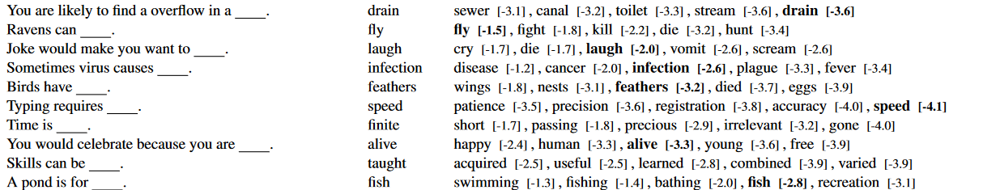 You are likely to find a overflow in a ____. drain sewer [-3.1] , canal [-3.2] , toilet [-3.3] , stream [-3.6] , drain [-3.6]
Ravens can ____. fly fly [-1.5] , fight [-1.8] , kill [-2.2] , die [-3.2] , hunt [-3.4]
Joke would make you want to ____. laugh cry [-1.7] , die [-1.7] , laugh [-2.0] , vomit [-2.6] , scream [-2.6]
Sometimes virus causes ____. infection disease [-1.2] , cancer [-2.0] , infection [-2.6] , plague [-3.3] , fever [-3.4]
Birds have ____. feathers wings [-1.8] , nests [-3.1] , feathers [-3.2] , died [-3.7] , eggs [-3.9]
Typing requires ____. speed patience [-3.5] , precision [-3.6] , registration [-3.8] , accuracy [-4.0] , speed [-4.1]
Time is ____. finite short [-1.7] , passing [-1.8] , precious [-2.9] , irrelevant [-3.2] , gone [-4.0]
You would celebrate because you are ____. alive happy [-2.4] , human [-3.3] , alive [-3.3] , young [-3.6] , free [-3.9]
Skills can be ____. taught acquired [-2.5] , useful [-2.5] , learned [-2.8] , combined [-3.9] , varied [-3.9]
A pond is for ____. fish swimming [-1.3] , fishing [-1.4] , bathing [-2.0] , fish [-2.8] , recreation [-3.1]